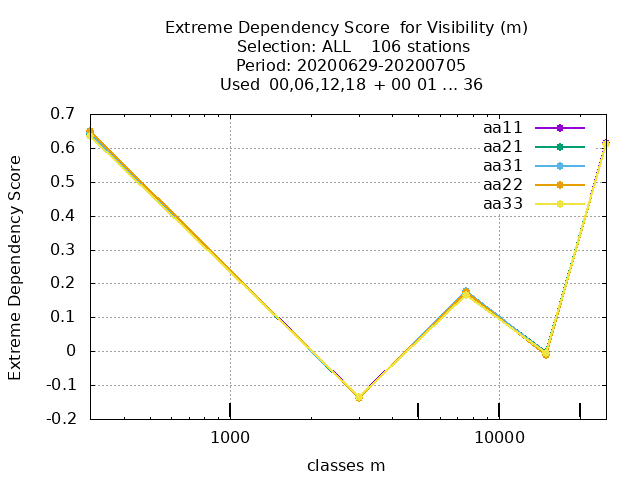 Extreme Dependency Score  for Visibility (m)
Selection: ALL    106 stations
Period: 20200629-20200705
Used  00,06,12,18  + 00 01 ... 36
0.7
0.6
0.5
0.4
0.3
0.2
0.1
0
-0.1
-0.2
Extreme Dependency Score
aa11
aa21
aa31
aa22
aa33
1000
10000
classes m